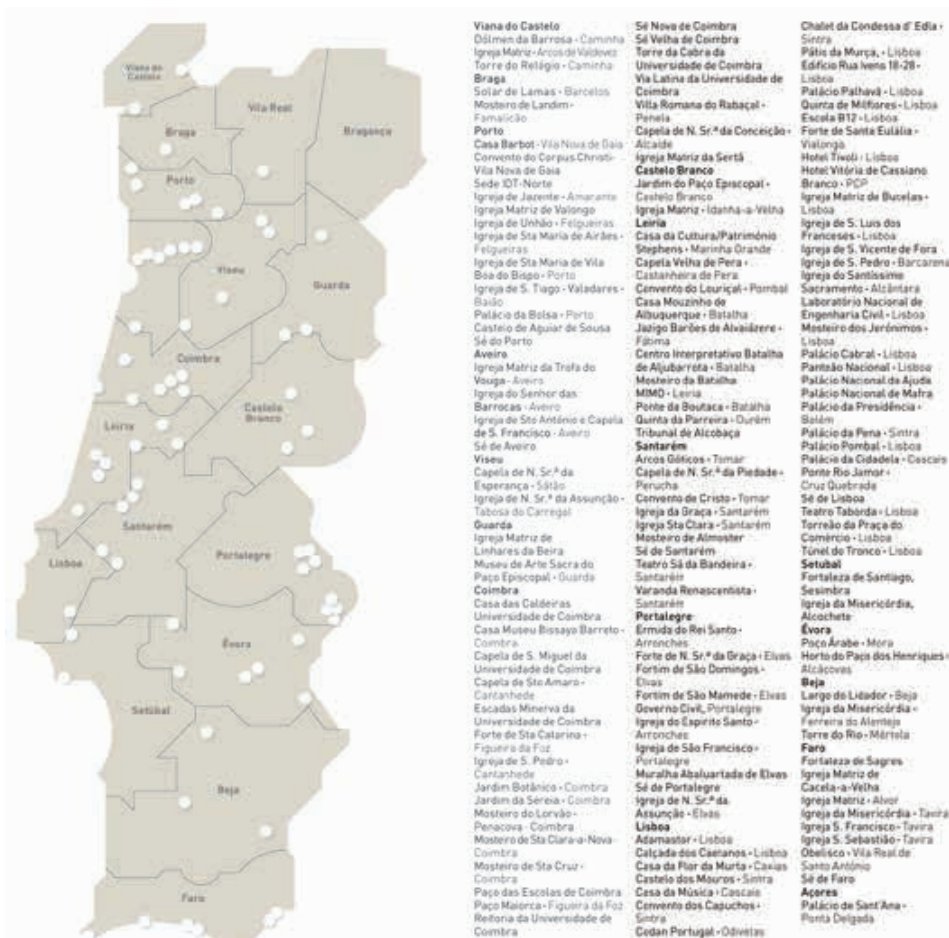 Viana do Castelo
Vila Real
Bragança
Braga
Porto
Viseu
Guarda
Coimbra
Castelo
Branco
Leiria
Santarém
Lisboa
Portalegre
Évora
Setúbal
Beja
Faro
Viana do Castelo
Dólmen da Barrosa - Caminha
Igreja Matriz - Arcos de Valdevez
Torre do Relógio - Caminha
Braga
Solar de Lamas - Barcelos
Mosteiro de Landim -
Famalicão
Porto
Casa Barbot - Vila Nova de Gaia
Convento do Corpus Christi-
Vila Nova de Gaia
Sede IDT-Norte
Igreja de Jazente - Amarante
Igreja Matriz de Valongo
Igreja de Unhão - Felgueiras
Igreja de Sta Maria de Airães -
Felgueiras
Igreja de Sta Maria de Vila
Boa do Bispo - Porto
Igreja de S. Tiago - Valadares -
Baião
Palácio da Bolsa - Porto
Castelo de Aguiar de Sousa
Sé do Porto
Aveiro
Igreja Matriz da Trofa do
Vouga - Aveiro
Igreja do Senhor das
Barrocas - Aveiro
Igreja de Sto António e Capela
de S. Francisco - Aveiro
Sé de Aveiro
Viseu
Capela de N. Sr.ª da
Esperança - Sátão
Igreja de N. Sr.ª da Assunção -
Tabosa do Carregal
Guarda
Igreja Matriz de
Linhares da Beira
Museu de Arte Sacra do
Paço Episcopal - Guarda
Coimbra
Casa das Caldeiras
Universidade de Coimbra
Casa Museu Bissaya Barreto -
Coimbra
Capela de S. Miguel da
Universidade de Coimbra
Capela de Sto Amaro -
Cantanhede
Escadas Minerva da
Universidade de Coimbra
Forte de Sta Catarina -
Figueira da Foz
Igreja de S. Pedro -
Cantanhede
Jardim Botânico - Coimbra
Jardim da Sereia - Coimbra
Mosteiro do Lorvão -
Penacova - Coimbra
Mosteiro de Sta Clara-a-Nova -
Coimbra
Mosteiro de Sta Cruz -
Coimbra
Paço das Escolas de Coimbra
Paço Maiorca - Figueira da Foz
Reitoria da Universidade de
Coimbra
Sé Nova de Coimbra
Sé Velha de Coimbra
Torre da Cabra da
Universidade de Coimbra
Via Latina da Universidade de
Coimbra
Villa Romana do Rabaçal -
Penela
Capela de N. Sr.ª da Conceição -
Alcaide
Igreja Matriz da Sertã
Castelo Branco
Jardim do Paço Episcopal -
Castelo Branco
Igreja Matriz - Idanha-a-Velha
Leiria
Casa da Cultura/Património
Stephens - Marinha Grande
Capela Velha de Pera -
Castanheira de Pera
Convento do Louriçal - Pombal
Casa Mouzinho de
Albuquerque - Batalha
Jazigo Barões de Alvaiázere -
Fátima
Centro Interpretativo Batalha
de Aljubarrota - Batalha
Mosteiro da Batalha
MIMO - Leiria
Ponte da Boutaca - Batalha
Quinta da Parreira - Ourém
Tribunal de Alcobaça
Santarém
Arcos Góticos - Tomar
Capela de N. Sr.ª da Piedade -
Perucha
Convento de Cristo - Tomar
Igreja da Graça - Santarém
Igreja Sta Clara - Santarém
Mosteiro de Almoster
Sé de Santarém
Teatro Sá da Bandeira -
Santarém
Varanda Renascentista -
Santarém
Portalegre
Ermida do Rei Santo -
Arronches
Forte de N. Sr.ª da Graça - Elvas
Fortim de São Domingos -
Elvas
Fortim de São Mamede - Elvas
Governo Civil, Portalegre
Igreja do Espírito Santo -
Arronches
Igreja de São Francisco -
Portalegre
Muralha Abaluartada de Elvas
Sé de Portalegre
Igreja de N. Sr.ª da
Assunção - Elvas
Lisboa
Adamastor - Lisboa
Calçada dos Caetanos - Lisboa
Casa da Flor da Murta - Caxias
Castelo dos Mouros - Sintra
Casa da Música - Cascais
Convento dos Capuchos -
Sintra
Codan Portugal - Odivelas
Chalet da Condessa d' Edla -
Sintra
Pátio da Murça, - Lisboa
Edifício Rua Ivens 18-28 -
Lisboa
Palácio Palhavã - Lisboa
Quinta de Milflores - Lisboa
Escola B12 - Lisboa
Forte de Santa Eulália -
Vialonga
Hotel Tivoli - Lisboa
Hotel Vitória de Cassiano
Branco - PCP
Igreja Matriz de Bucelas -
Lisboa
Igreja de S. Luis dos
Franceses - Lisboa
Igreja de S. Vicente de Fora
Igreja de S. Pedro - Barcarena
Igreja do Santíssimo
Sacramento - Alcântara
Laboratório Nacional de
Engenharia Civil - Lisboa
Mosteiro dos Jerónimos -
Lisboa
Palácio Cabral - Lisboa
Panteão Nacional - Lisboa
Palácio Nacional da Ajuda
Palácio Nacional de Mafra
Palácio da Presidência -
Belém
Palácio da Pena - Sintra
Palácio Pombal - Lisboa
Palácio da Cidadela - Cascais
Ponte Rio Jamor -
Cruz Quebrada
Sé de Lisboa
Teatro Taborda - Lisboa
Torreão da Praça do
Comércio - Lisboa
Túnel do Tronco - Lisboa
Setubal
Fortaleza de Santiago,
Sesimbra
Igreja da Misericórdia,
Alcochete
Évora
Poço Árabe - Mora
Horto do Paço dos Henriques -
Alcáçovas
Beja
Largo do Lidador - Beja
Igreja da Misericórdia -
Ferreira do Alentejo
Torre do Rio - Mértola
Faro
Fortaleza de Sagres
Igreja Matriz de
Cacela-a-Velha
Igreja Matriz - Alvor
Igreja da Misericórdia - Tavira
Igreja S. Francisco - Tavira
Igreja S. Sebastião - Tavira
Obelisco - Vila Real de
Santo António
Sé de Faro
Açores
Palácio de Sant'Ana -
Ponta Delgada